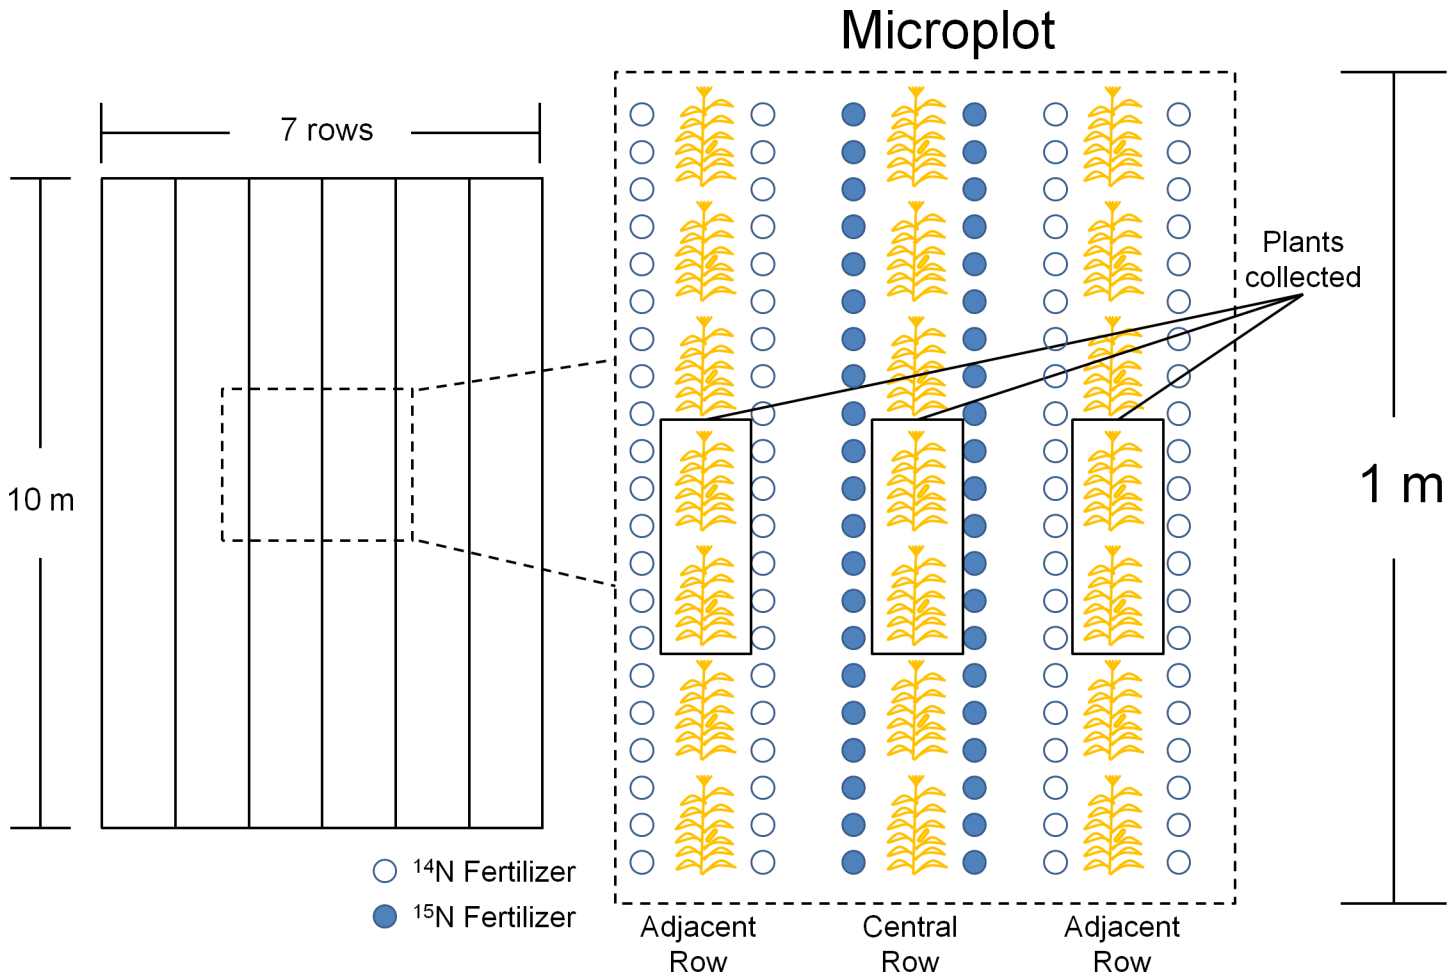 Microplot
7 rows
Plants
collected
10 m
1 m
¹⁴N Fertilizer
¹⁵N Fertilizer
Adjacent
Row
Central
Row
Adjacent
Row